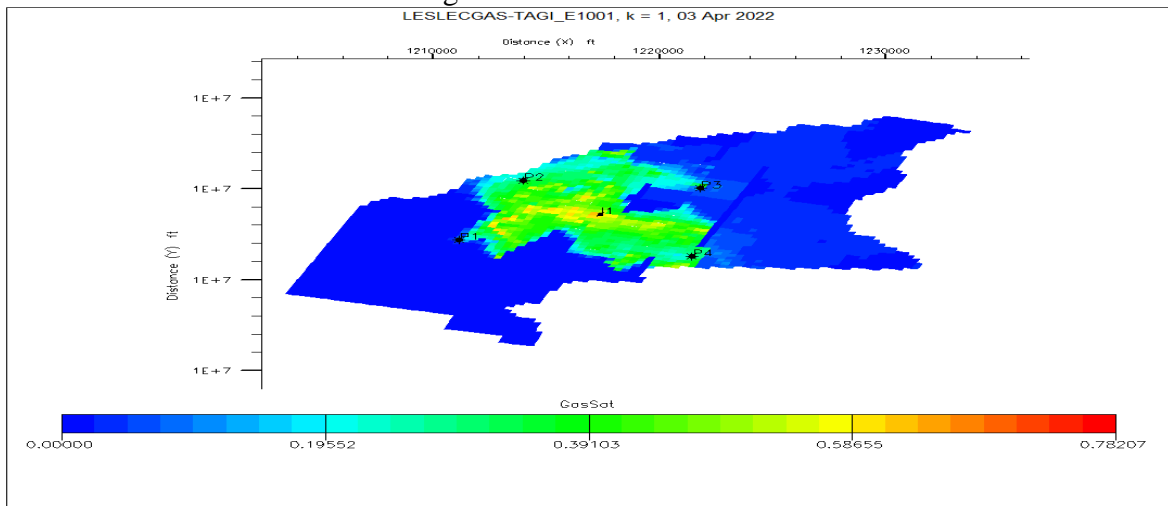 LESLECGAS-TAGI_E1001, k = 1, 03 Apr 2022
Distance (X) ft
1210000 1220000 1230000
1E+7
P2
1E+7
P3
I1
P1
P4
1E+7
1E+7
Distance (Y) ft
GasSat
0.00000 0.19552 0.39103 0.58655 0.78207